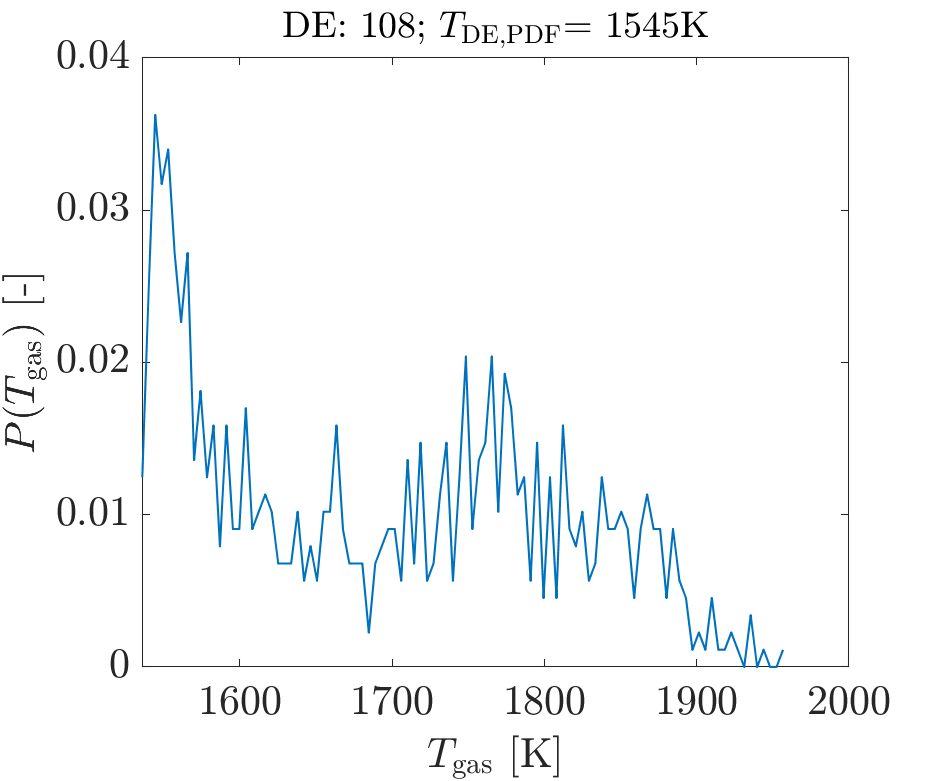 DE: 108; T_DE,PDF= 1545K
0.04
0.03
0.02
0.01
0
P(T_gas) [-]
1600 1700 1800 1900 2000
T_gas [K]